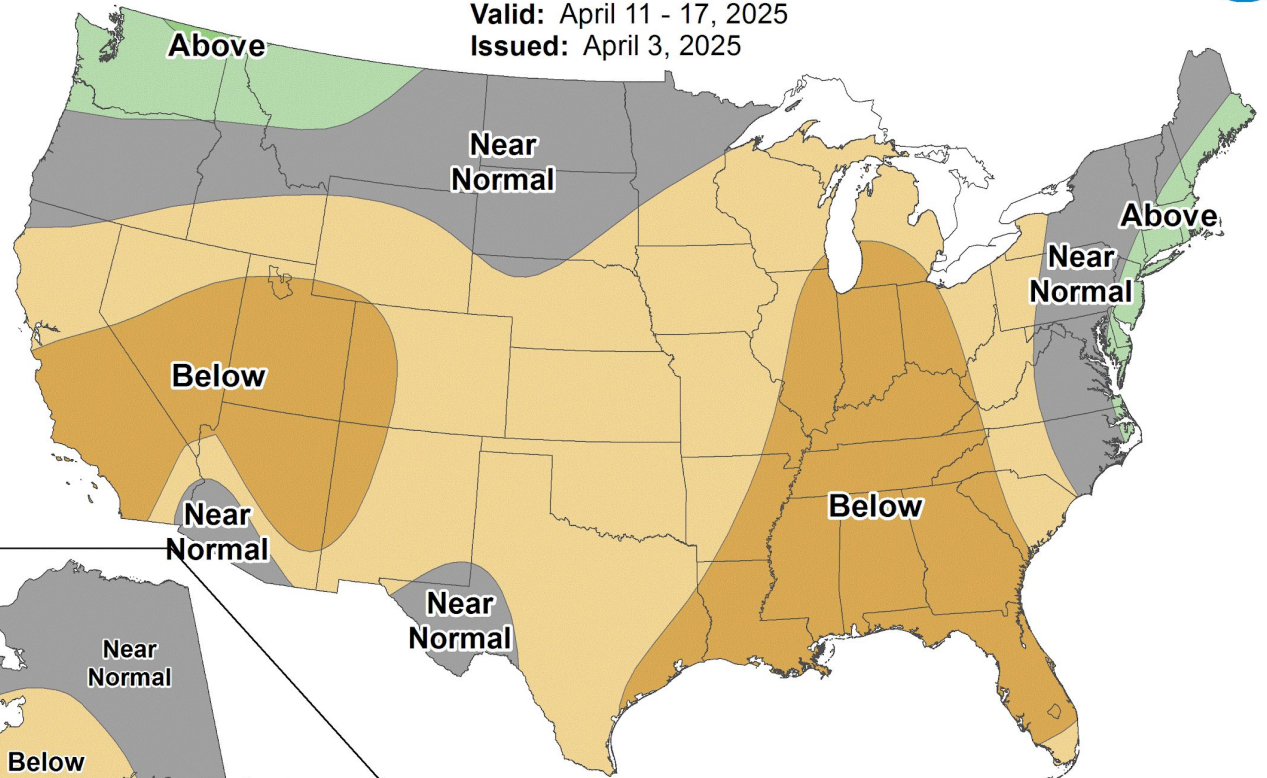 Valid: April 11 - 17, 2025
Issued: April 3, 2025
Above
Near
Normal
Above
Near
Normal
Below
Below
Near
Normal
Near
Normal
Near
Normal
Below